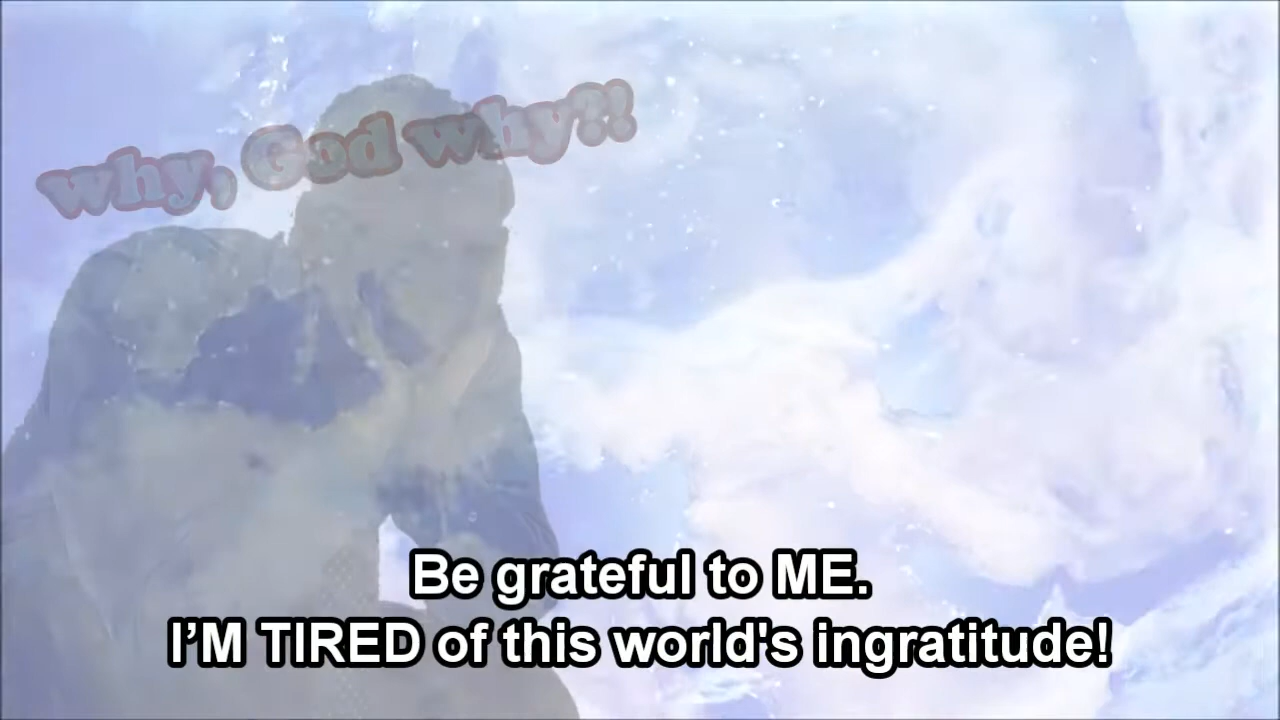 why, God why?!
Be grateful to ME.
I’M TIRED of this world's ingratitude!